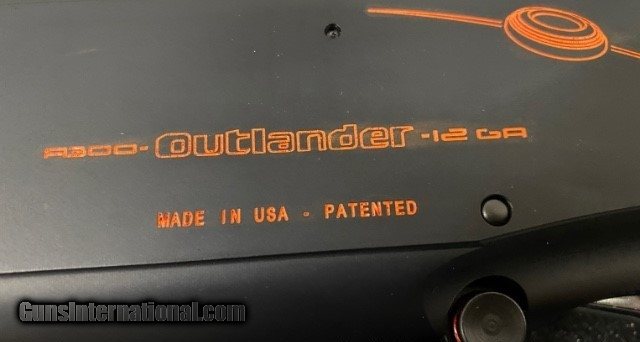 A300-Outlander-12 GA
MADE IN USA - PATENTED
GunsInternational.com